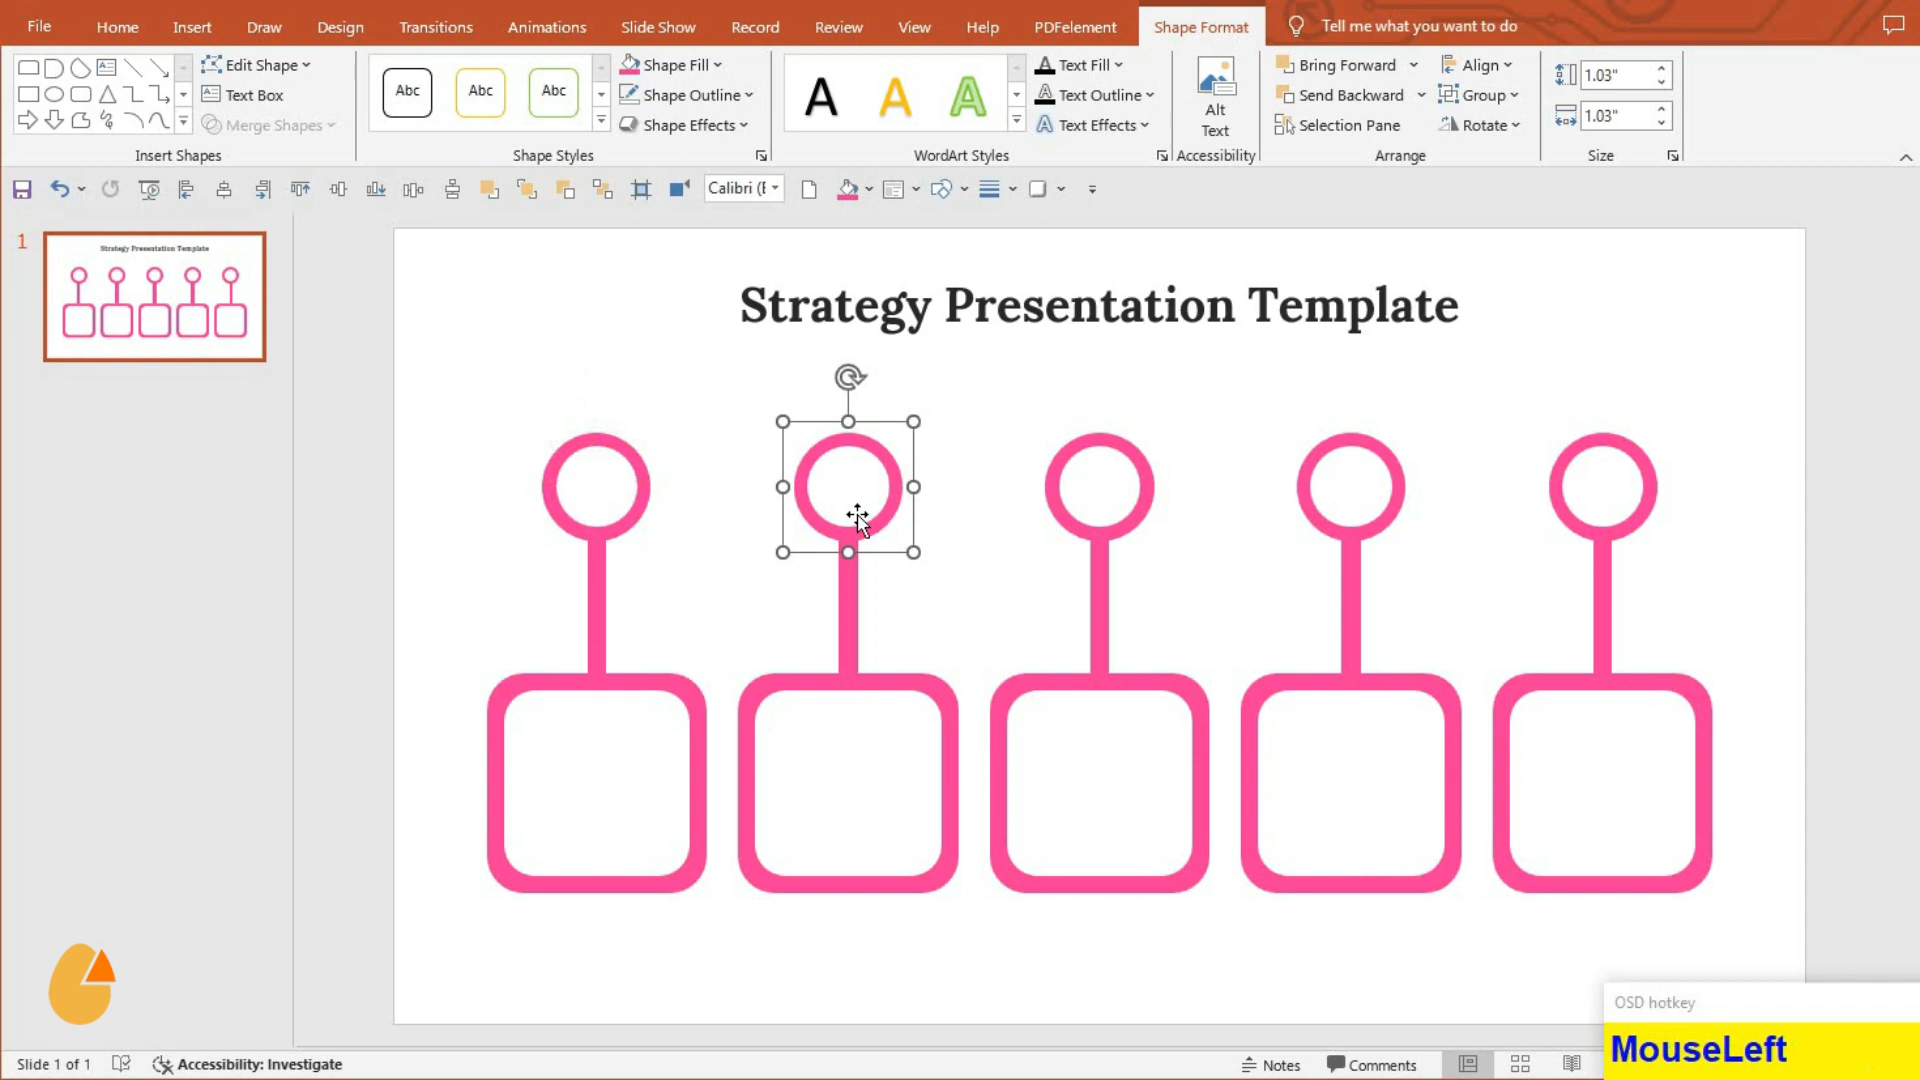 File Home Insert Draw Design Transitions Animations Slide Show Record Review View Help PDFelement Shape Format Tell me what you want to do
Edit Shape Abc Abc Abc Shape Fill A A A Text Fill Alt Text Bring Forward Align 1.03"
Text Box Shape Outline Text Outline Send Backward Group
Merge Shapes Shape Effects Text Effects Selection Pane Rotate 1.03"
Insert Shapes Shape Styles WordArt Styles Accessibility Arrange Size
Calibri (
1
Strategy Presentation Template
Strategy Presentation Template
OSD hotkey
MouseLeft
Slide 1 of 1 Accessibility: Investigate Notes Comments